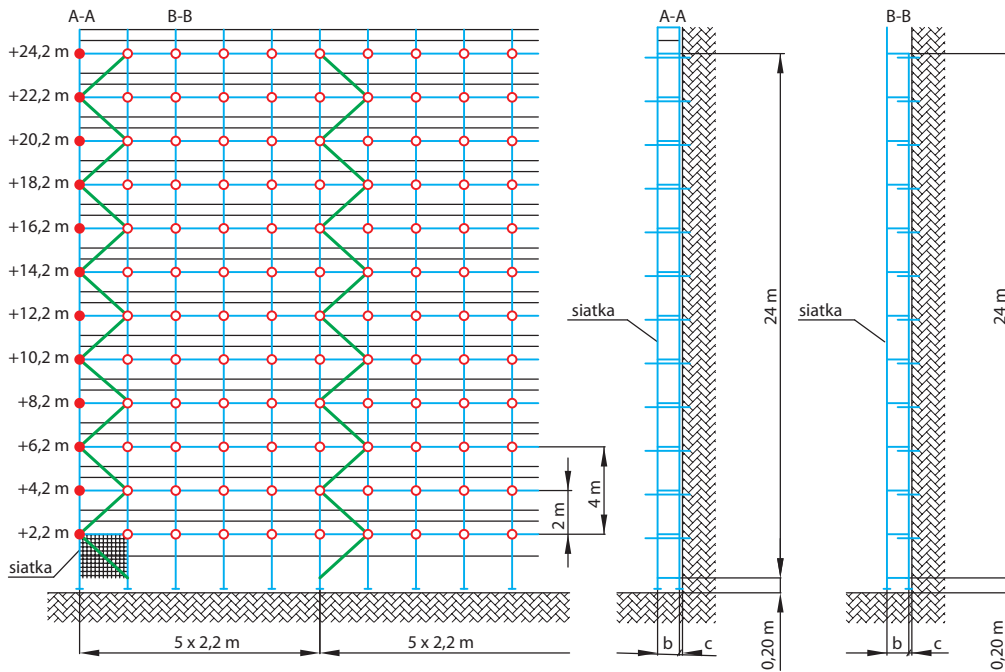 A-A
B-B
A-A
B-B
+24,2 m
+22,2 m
+20,2 m
+18,2 m
+16,2 m
+14,2 m
+12,2 m
+10,2 m
+8,2 m
+6,2 m
+4,2 m
+2,2 m
siatka
2 m
4 m
5 x 2,2 m
5 x 2,2 m
siatka
24 m
b
c
0,20 m
siatka
24 m
b
c
0,20 m